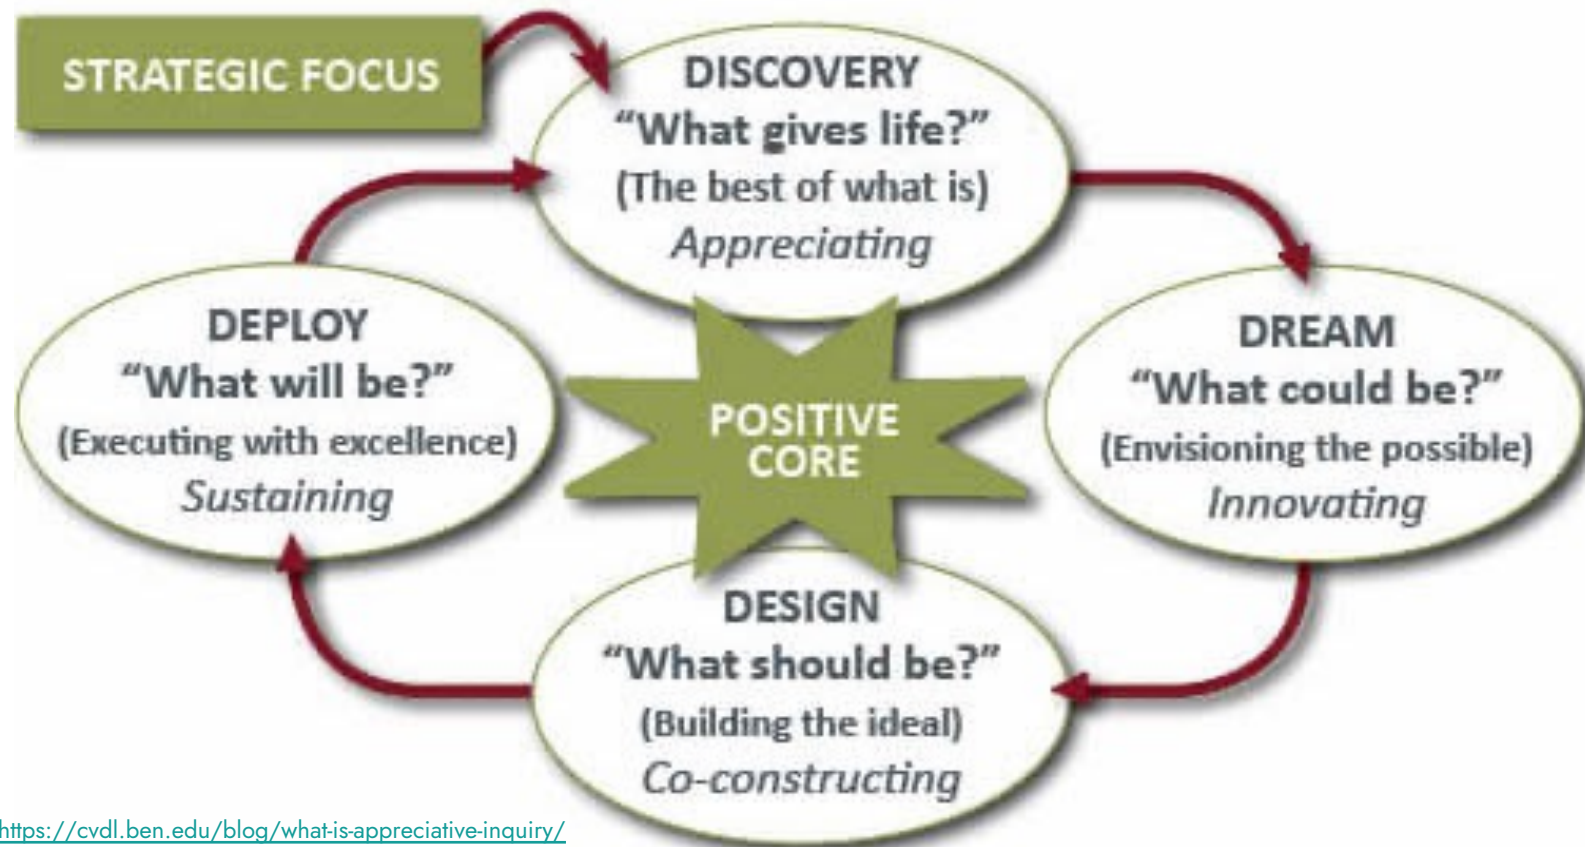 STRATEGIC FOCUS
DISCOVERY
“What gives life?”
(The best of what is)
Appreciating
DREAM
“What could be?”
(Envisioning the possible)
Innovating
DESIGN
“What should be?”
(Building the ideal)
Co-constructing
DEPLOY
“What will be?”
(Executing with excellence)
Sustaining
POSITIVE
CORE
https://cvdl.ben.edu/blog/what-is-appreciative-inquiry/